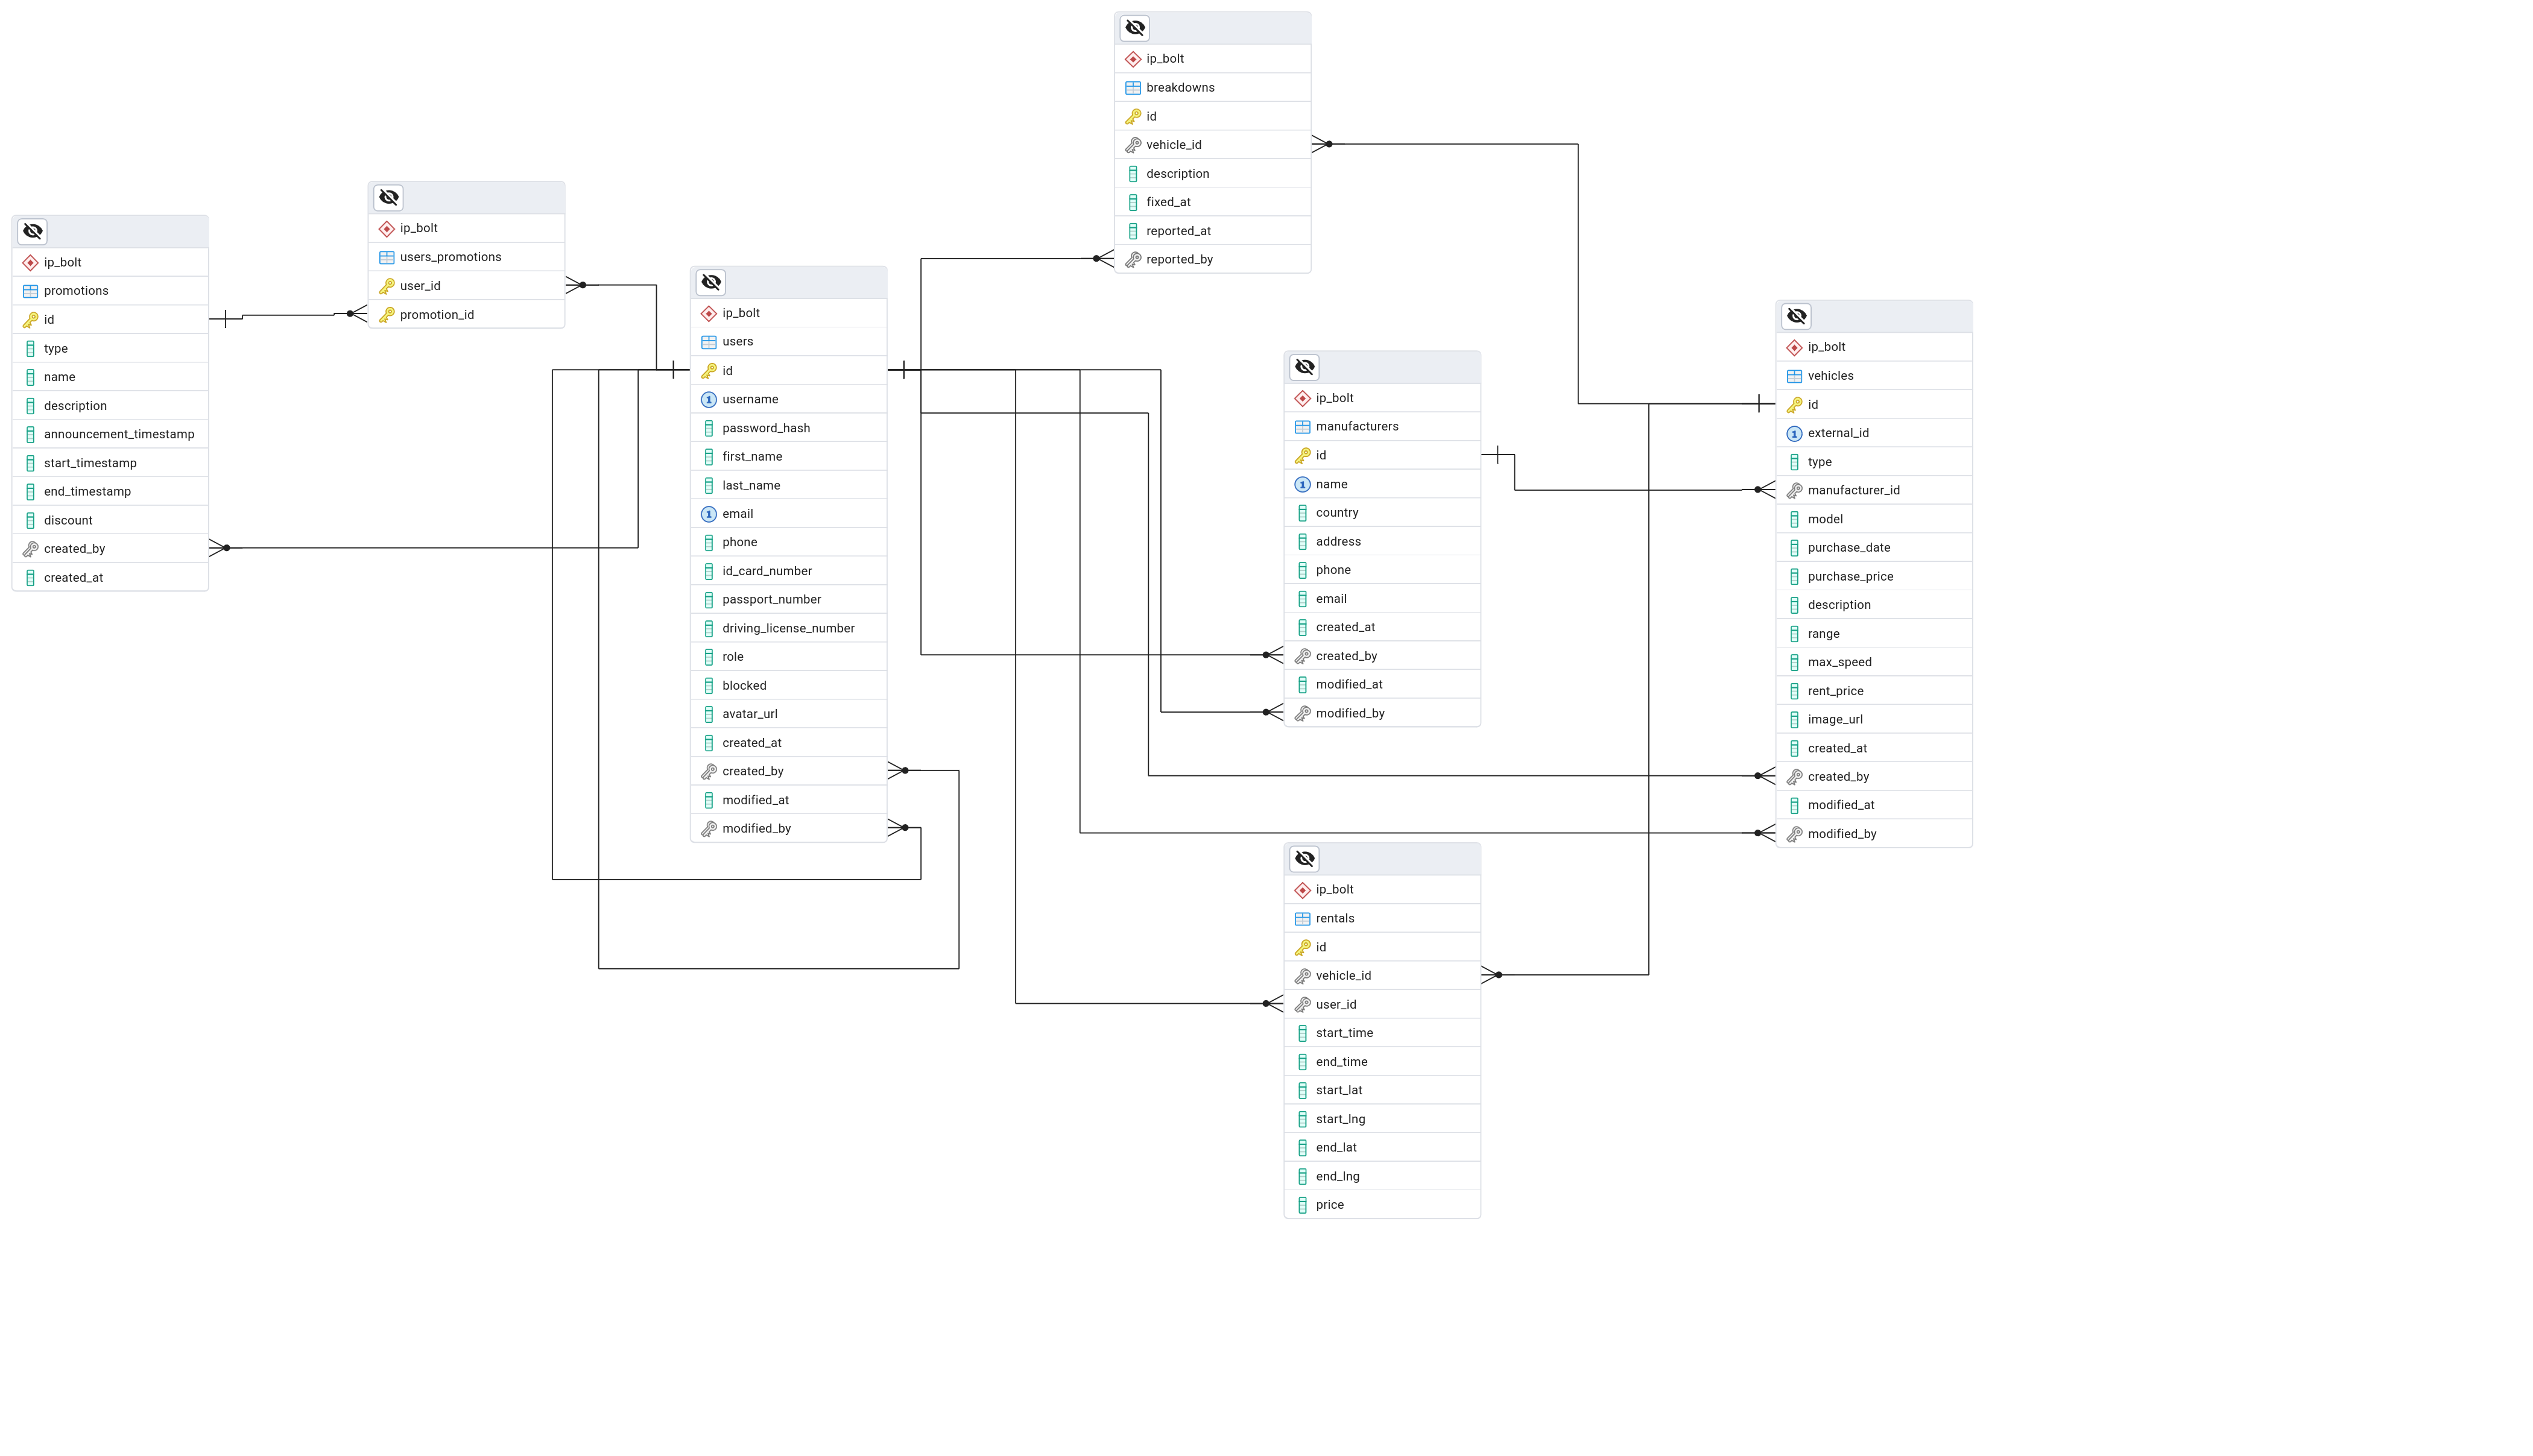 ip_bolt
promotions
id
type
name
description
announcement_timestamp
start_timestamp
end_timestamp
discount
created_by
created_at
ip_bolt
users_promotions
user_id
promotion_id
ip_bolt
users
id
1 username
password_hash
first_name
last_name
1 email
phone
id_card_number
passport_number
driving_license_number
role
blocked
avatar_url
created_at
created_by
modified_at
modified_by
ip_bolt
breakdowns
id
vehicle_id
description
fixed_at
reported_at
reported_by
ip_bolt
manufacturers
id
1 name
country
address
phone
email
created_at
created_by
modified_at
modified_by
ip_bolt
rentals
id
vehicle_id
user_id
start_time
end_time
start_lat
start_lng
end_lat
end_lng
price
ip_bolt
vehicles
id
1 external_id
type
manufacturer_id
model
purchase_date
purchase_price
description
range
max_speed
rent_price
image_url
created_at
created_by
modified_at
modified_by